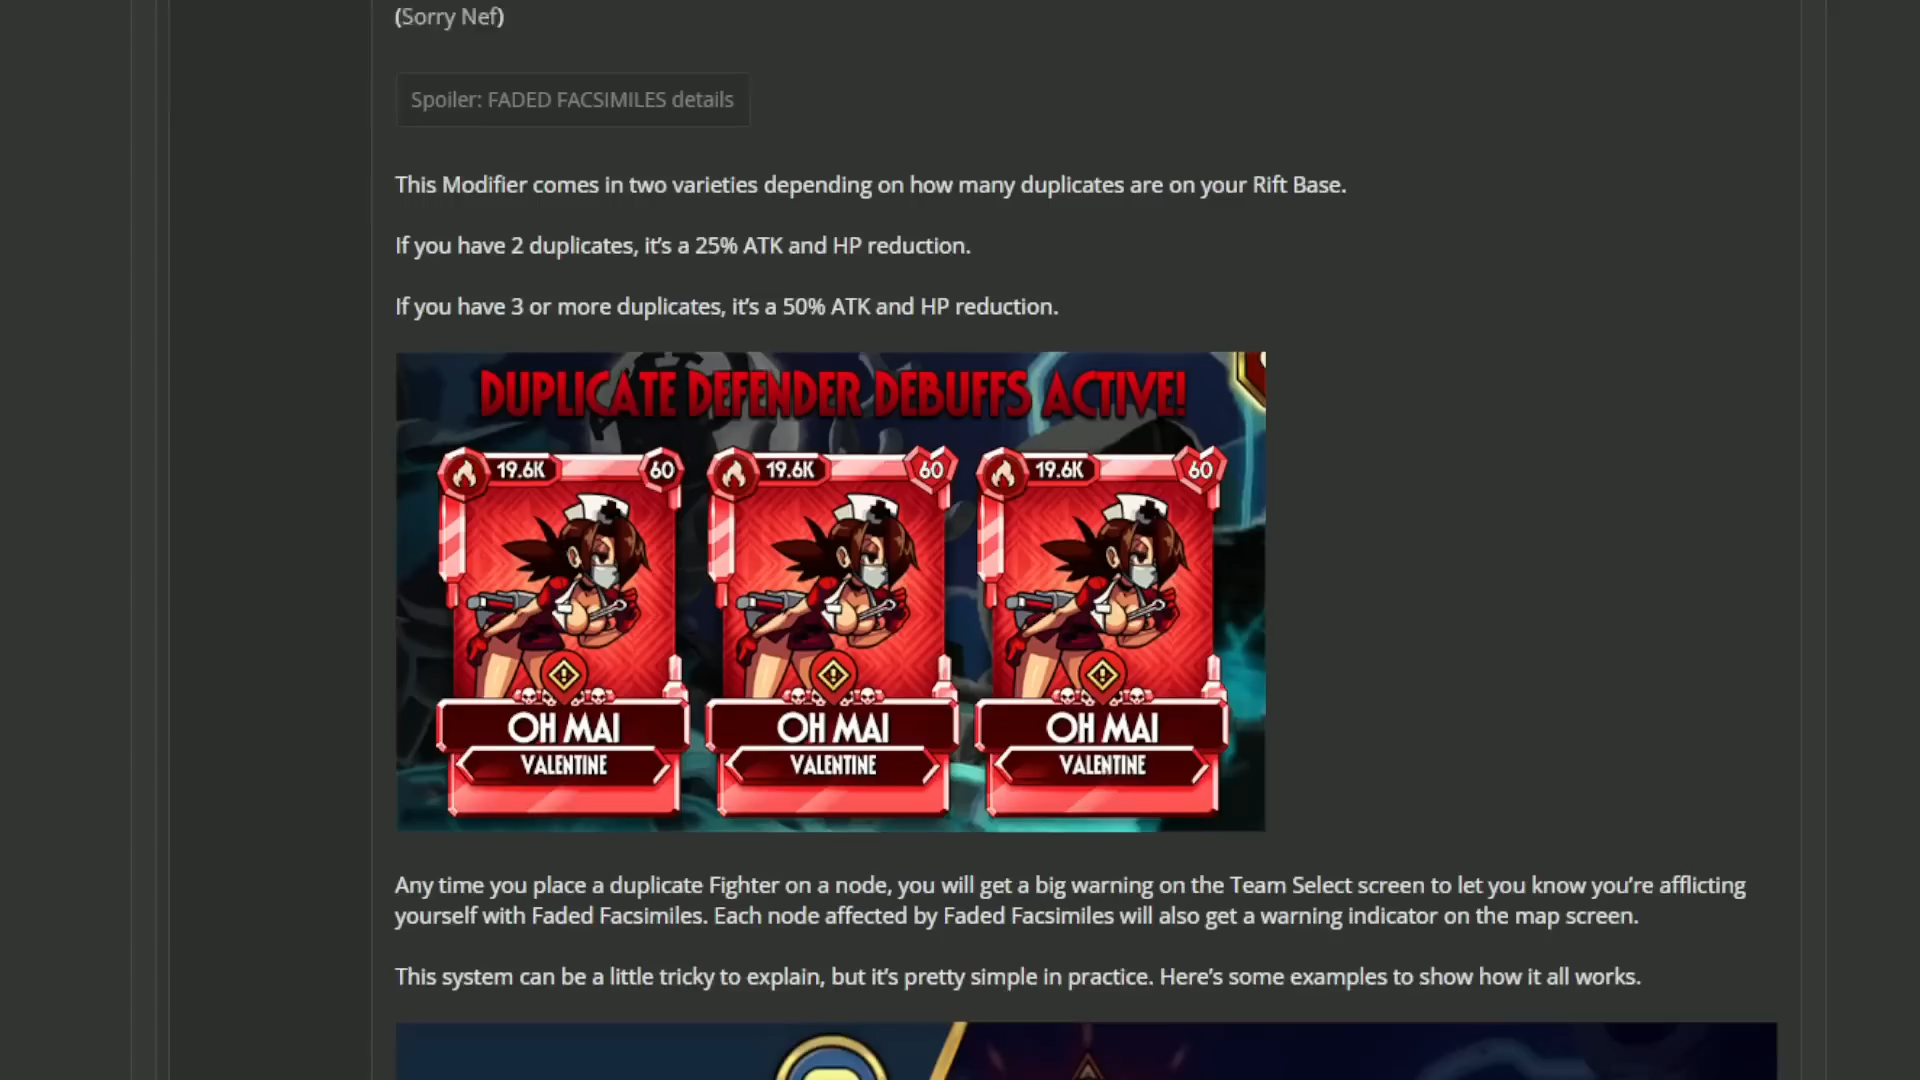 (Sorry Nef)
Spoiler: FADED FACSIMILES details
This Modifier comes in two varieties depending on how many duplicates are on your Rift Base.
If you have 2 duplicates, it's a 25% ATK and HP reduction.
If you have 3 or more duplicates, it's a 50% ATK and HP reduction.
DUPLICATE DEFENDER DEBUFFS ACTIVE!
19.6K 60 19.6K 60 19.6K 60
OH MAI OH MAI OH MAI
VALENTINE VALENTINE VALENTINE
Any time you place a duplicate Fighter on a node, you will get a big warning on the Team Select screen to let you know you're afflicting
yourself with Faded Facsimiles. Each node affected by Faded Facsimiles will also get a warning indicator on the map screen.
This system can be a little tricky to explain, but it's pretty simple in practice. Here's some examples to show how it all works.